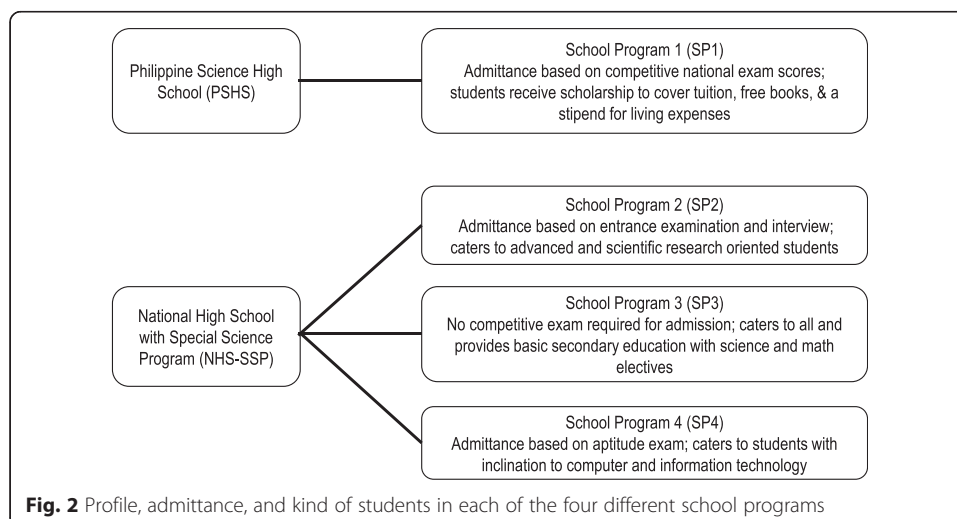 Philippine Science High
School (PSHS)
School Program 1 (SP1)
Admittance based on competitive national exam scores;
students receive scholarship to cover tuition, free books, & a
stipend for living expenses
National High School
with Special Science
Program (NHS-SSP)
School Program 2 (SP2)
Admittance based on entrance examination and interview;
caters to advanced and scientific research oriented students
School Program 3 (SP3)
No competitive exam required for admission; caters to all and
provides basic secondary education with science and math
electives
School Program 4 (SP4)
Admittance based on aptitude exam; caters to students with
inclination to computer and information technology
Fig. 2 Profile, admittance, and kind of students in each of the four different school programs